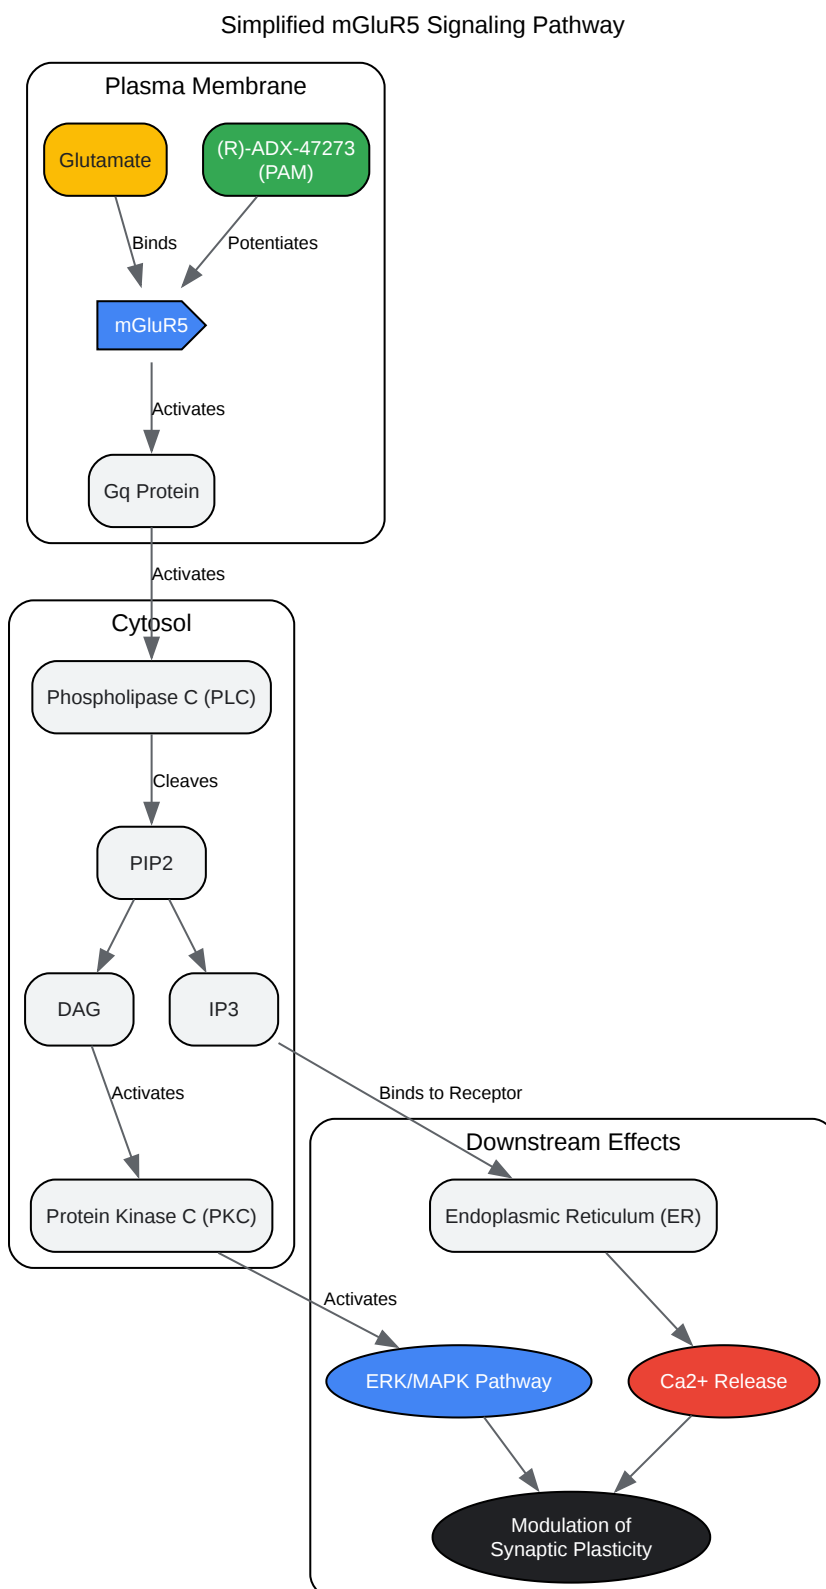 Simplified mGluR5 Signaling Pathway
Plasma Membrane
Glutamate
(R)-ADX-47273
(PAM)
Binds
Potentiates
mGluR5
Activates
Gq Protein
Activates
Cytosol
Phospholipase C (PLC)
Cleaves
PIP2
DAG
IP3
Activates
Binds to Receptor
Downstream Effects
Protein Kinase C (PKC)
Endoplasmic Reticulum (ER)
Activates
ERK/MAPK Pathway
Ca2+ Release
Modulation of
Synaptic Plasticity